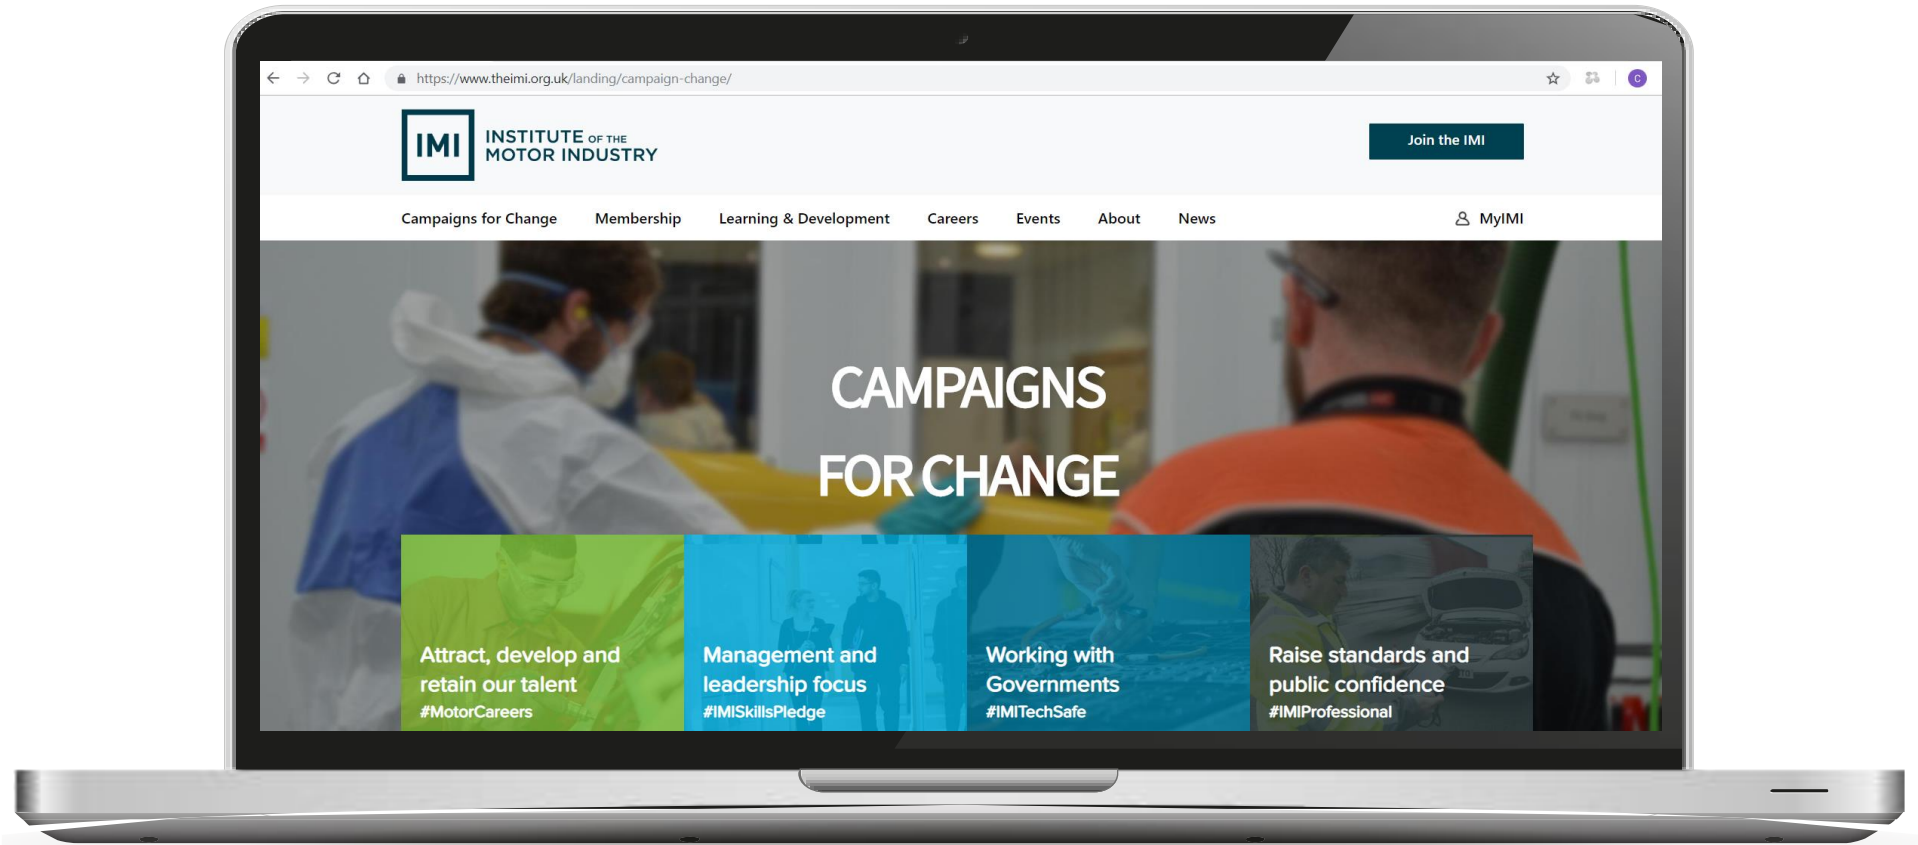 https://www.theimi.org.uk/landing/campaign-change/
C
IMI
INSTITUTE OF THE
MOTOR INDUSTRY
Join the IMI
Campaigns for Change Membership Learning & Development Careers Events About News MyIMI
CAMPAIGNS
FOR CHANGE
Attract, develop and
retain our talent
#MotorCareers
Management and
leadership focus
#IMISkillsPledge
Working with
Governments
#IMITechSafe
Raise standards and
public confidence
#IMIProfessional